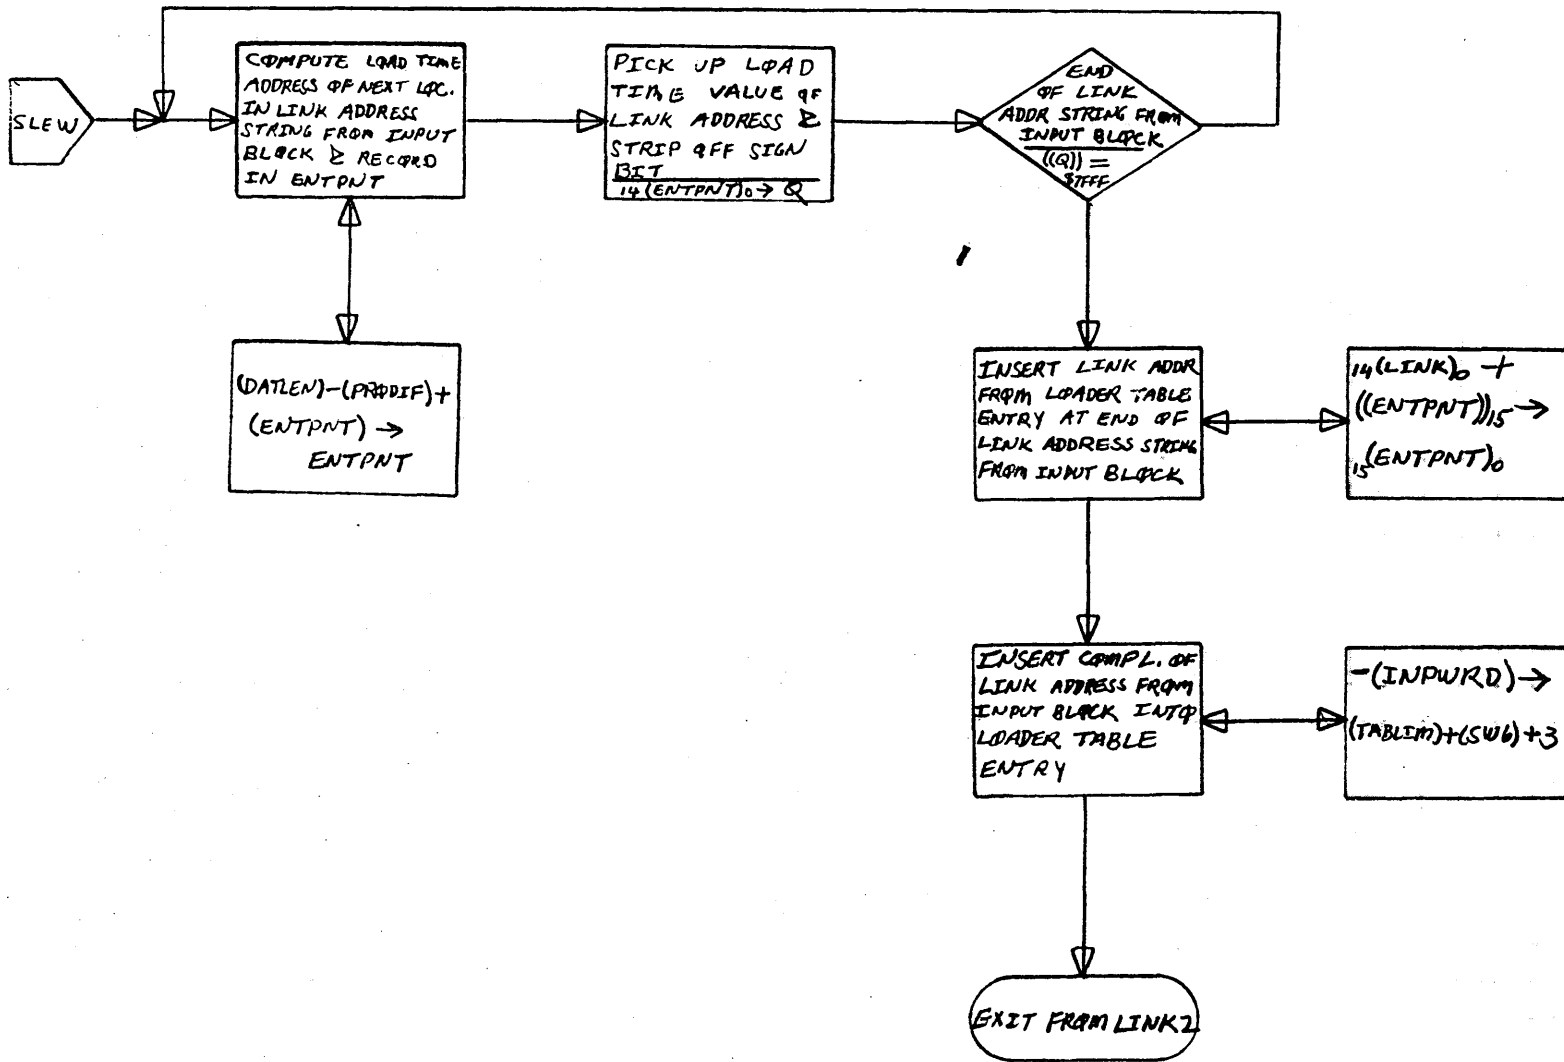 SLEW
COMPUTE LOAD TIME
ADDRESS OF NEXT LOC.
IN LINK ADDRESS
STRING FROM INPUT
BLOCK & RECORD
IN ENTPNT
(DATLEN)-(PRODIF)+
(ENTPNT) →
ENTPNT
PICK UP LOAD
TIME VALUE OF
LINK ADDRESS &
STRIP OFF SIGN
BIT
14(ENTPNT)0 → Q
END
OF LINK
ADDR STRING FROM
INPUT BLOCK
((Q)) =
$7FFF
INSERT LINK ADDR
FROM LOADER TABLE
ENTRY AT END OF
LINK ADDRESS STRING
FROM INPUT BLOCK
14(LINK)0 +
((ENTPNT))15 →
15(ENTPNT)0
INSERT COMPL. OF
LINK ADDRESS FROM
INPUT BLOCK INTO
LOADER TABLE
ENTRY
-(INPWRD) →
(TABLIM)+(SW6)+3
EXIT FROM LINK2